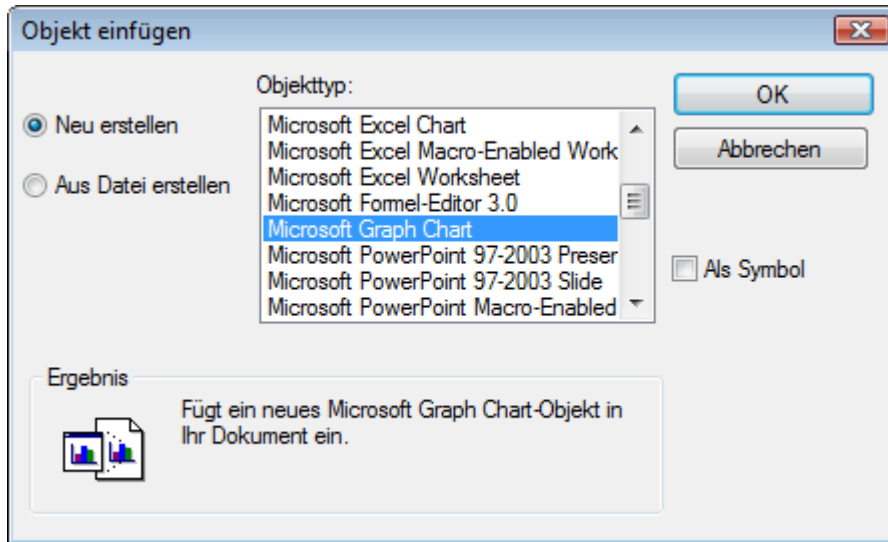 Objekt einfügen
Objekttyp:
Neu erstellen
Aus Datei erstellen
Microsoft Excel Chart
Microsoft Excel Macro-Enabled Work
Microsoft Excel Worksheet
Microsoft Formel-Editor 3.0
Microsoft Graph Chart
Microsoft PowerPoint 97-2003 Preser
Microsoft PowerPoint 97-2003 Slide
Microsoft PowerPoint Macro-Enabled
OK
Abbrechen
Als Symbol
Ergebnis
Fügt ein neues Microsoft Graph Chart-Objekt in
Ihr Dokument ein.